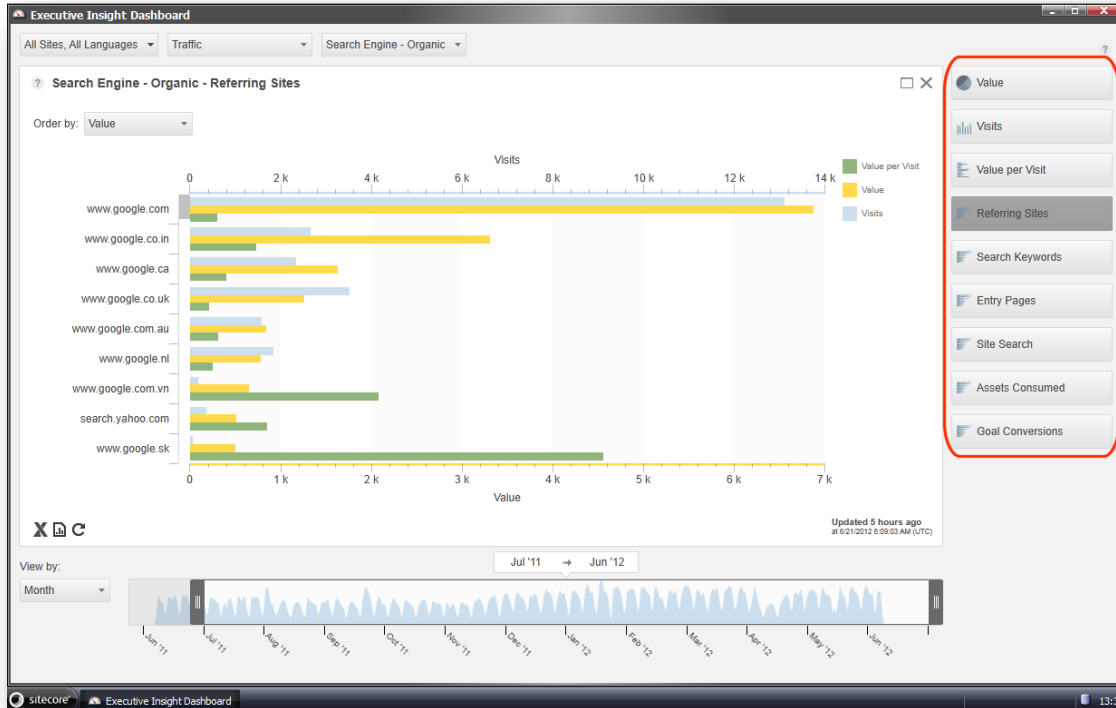 Executive Insight Dashboard
All Sites, All Languages
Traffic
Search Engine - Organic
?
? Search Engine - Organic - Referring Sites
Order by: Value
Visits
0 2 k 4 k 6 k 8 k 10 k 12 k 14 k
Value per Visit
Value
Visits
www.google.com
www.google.co.in
www.google.ca
www.google.co.uk
www.google.com.au
www.google.nl
www.google.com.vn
search.yahoo.com
www.google.sk
0 1 k 2 k 3 k 4 k 5 k 6 k 7 k
Value
Updated 5 hours ago
at 6/21/2012 6:09:03 AM (UTC)
Value
Visits
Value per Visit
Referring Sites
Search Keywords
Entry Pages
Site Search
Assets Consumed
Goal Conversions
View by:
Month
Jul '11 → Jun '12
Jun '11 Jul '11 Aug '11 Sep '11 Oct '11 Nov '11 Dec '11 Jan '12 Feb '12 Mar '12 Apr '12 May '12 Jun '12
sitecore Executive Insight Dashboard